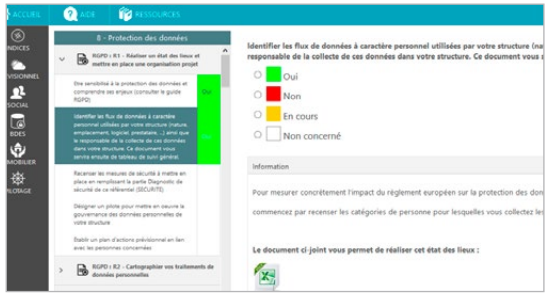 ACCUEIL
AIDE
RESSOURCES
NDICES
VISIONNEL
SOCIAL
BDES
MOBILIER
PILOTAGE
8 - Protection des données
RGPD : R1 - Réaliser un état des lieux et
mettre en place une organisation projet
Etre sensibilisé à la protection des données et
comprendre ses enjeux (consulter le guide
RGPD)
Oui
Identifier les flux de données à caractère
personnel utilisées par votre structure (nature,
emplacement, logiciel, prestataire, ...) ainsi que
le responsable de la collecte de ces données
dans votre structure. Ce document vous
servira ensuite de tableau de suivi général.
Oui
Recenser les mesures de sécurité à mettre en
place en remplissant la partie Diagnostic de
sécurité de ce référentiel (SECURITE)
Désigner un pilote pour mettre en oeuvre la
gouvernance des données personnelles de
votre structure
Etablir un plan d'actions prévisionnel en lien
avec les personnes concernées
RGPD : R2 - Cartographier vos traitements de
données personnelles
Identifier les flux de données à caractère personnel utilisées par votre structure (na
responsable de la collecte de ces données dans votre structure. Ce document vous
Oui
Non
En cours
Non concerné
Information
Pour mesurer concrètement l'impact du règlement européen sur la protection des don
commencez par recenser les catégories de personne pour lesquelles vous collectez les
Le document ci-joint vous permet de réaliser cet état des lieux :